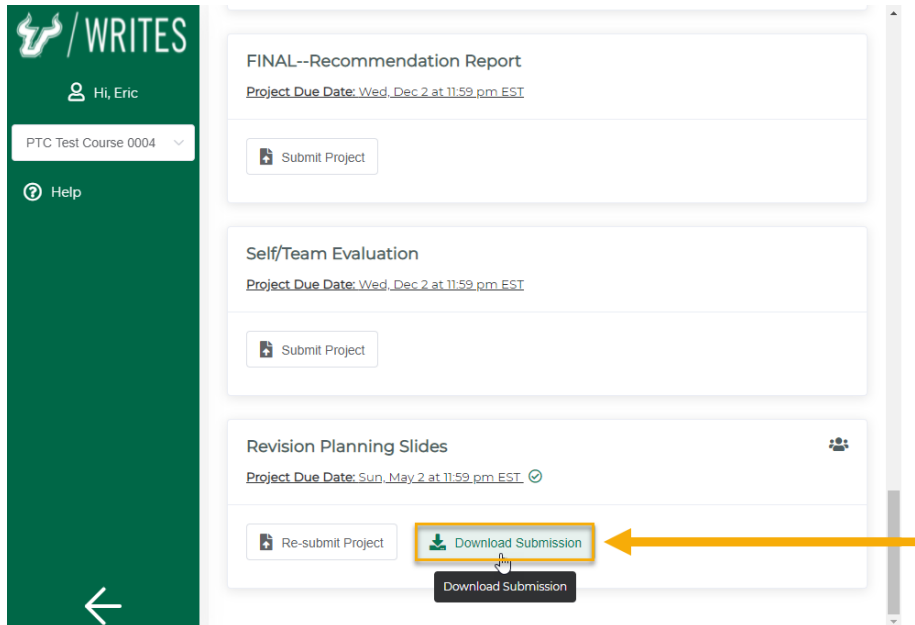 / WRITES
Hi, Eric
PTC Test Course 0004
Help
FINAL--Recommendation Report
Project Due Date: Wed, Dec 2 at 11:59 pm EST
Submit Project
Self/Team Evaluation
Project Due Date: Wed, Dec 2 at 11:59 pm EST
Submit Project
Revision Planning Slides
Project Due Date: Sun, May 2 at 11:59 pm EST
Re-submit Project
Download Submission
Download Submission